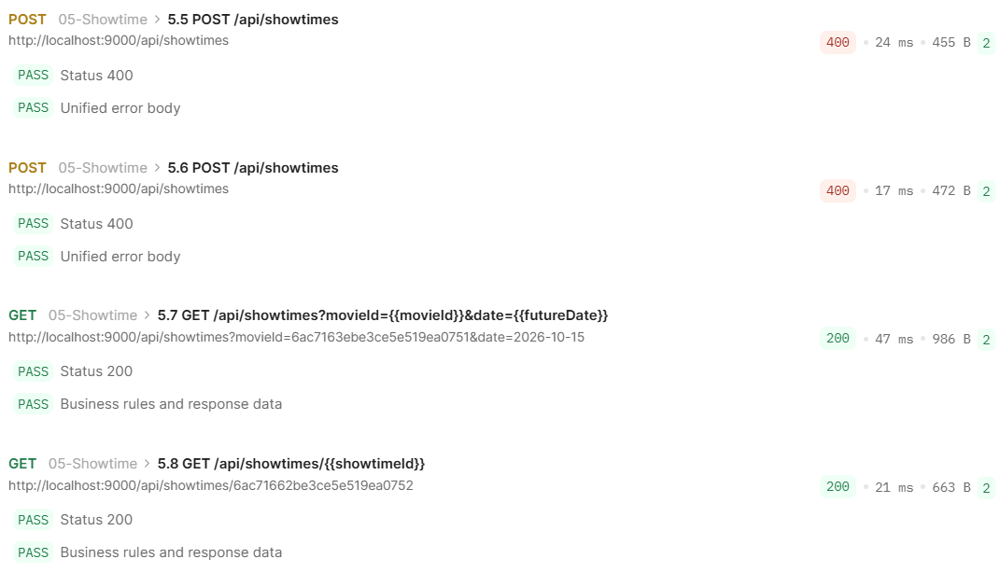 POST 05-Showtime > 5.5 POST /api/showtimes
http://localhost:9000/api/showtimes
400 • 24 ms • 455 B 2
PASS Status 400
PASS Unified error body
POST 05-Showtime > 5.6 POST /api/showtimes
http://localhost:9000/api/showtimes
400 • 17 ms • 472 B 2
PASS Status 400
PASS Unified error body
GET 05-Showtime > 5.7 GET /api/showtimes?movieId={{movieId}}&date={{futureDate}}
http://localhost:9000/api/showtimes?movieId=6ac7163ebe3ce5e519ea0751&date=2026-10-15
200 • 47 ms • 986 B 2
PASS Status 200
PASS Business rules and response data
GET 05-Showtime > 5.8 GET /api/showtimes/{{showtimeId}}
http://localhost:9000/api/showtimes/6ac71662be3ce5e519ea0752
200 • 21 ms • 663 B 2
PASS Status 200
PASS Business rules and response data